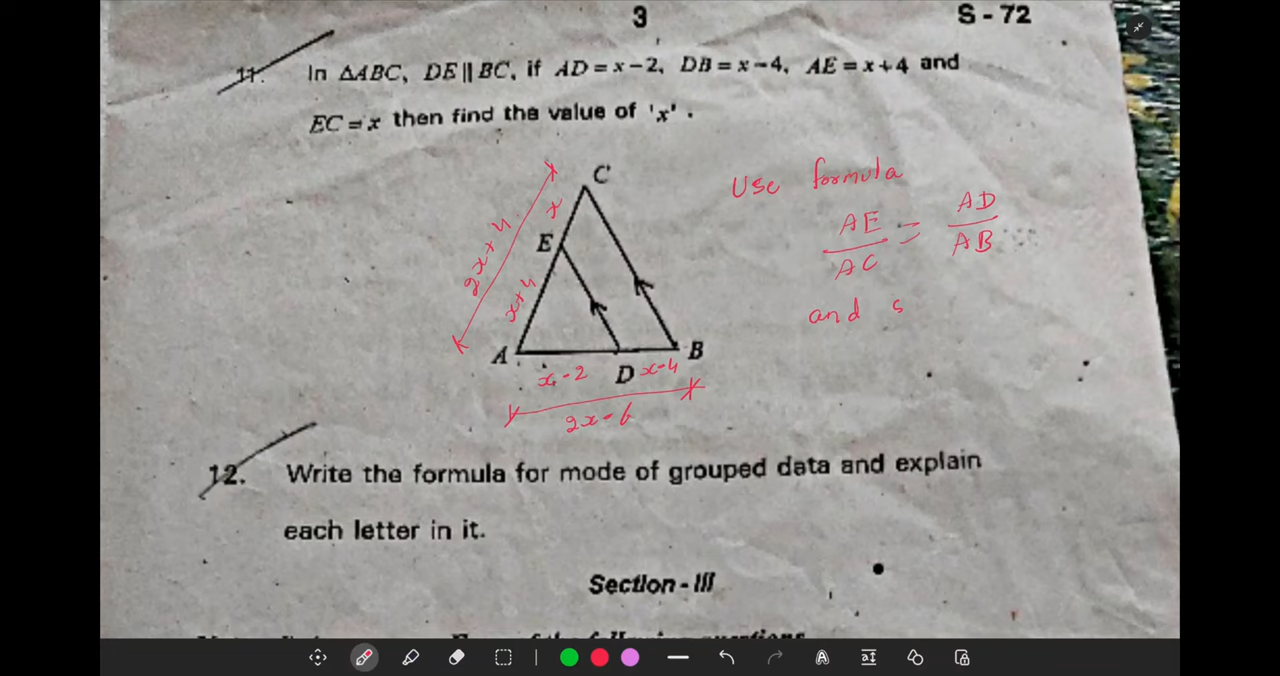 3
S - 72
11. In ΔABC, DE || BC, if AD = x – 2, DB = x – 4, AE = x + 4 and
EC = x then find the value of 'x' .
C
Use formula
x
AE/AC = AD/AB
2x+4
E
x+4
and s
A
B
x-2
D
x-4
2x-6
12. Write the formula for mode of grouped data and explain
each letter in it.
Section - III